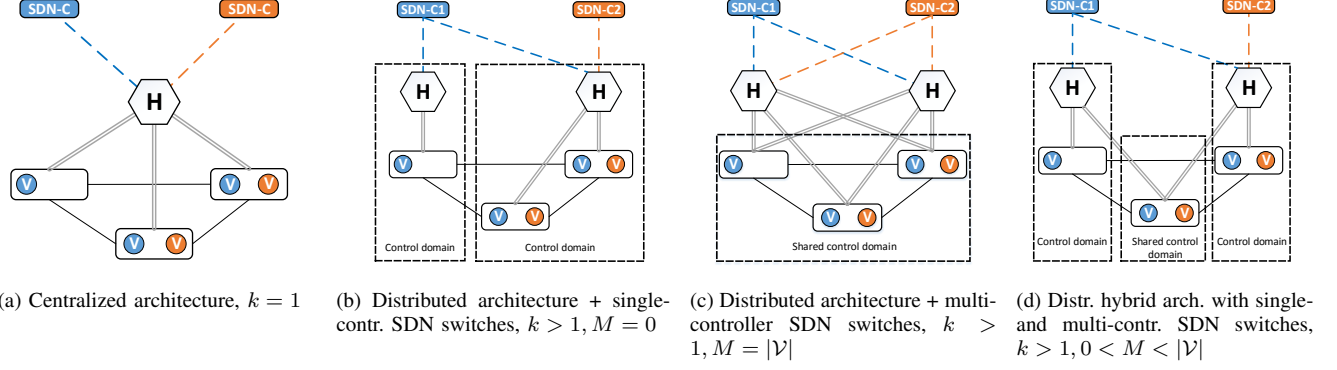 SDN-C SDN-C
H
V V V
V V
(a) Centralized architecture, k = 1
SDN-C1 SDN-C2
H H
V V V
V V
Control domain Control domain
(b) Distributed architecture + single-
contr. SDN switches, k > 1, M = 0
SDN-C1 SDN-C2
H H
V V V
V V
Shared control domain
(c) Distributed architecture + multi-
controller SDN switches, k >
1, M = |𝒱|
SDN-C1 SDN-C2
H H
V V V
V V
Control domain Shared control Control domain
domain
(d) Distr. hybrid arch. with single-
and multi-contr. SDN switches,
k > 1, 0 < M < |𝒱|